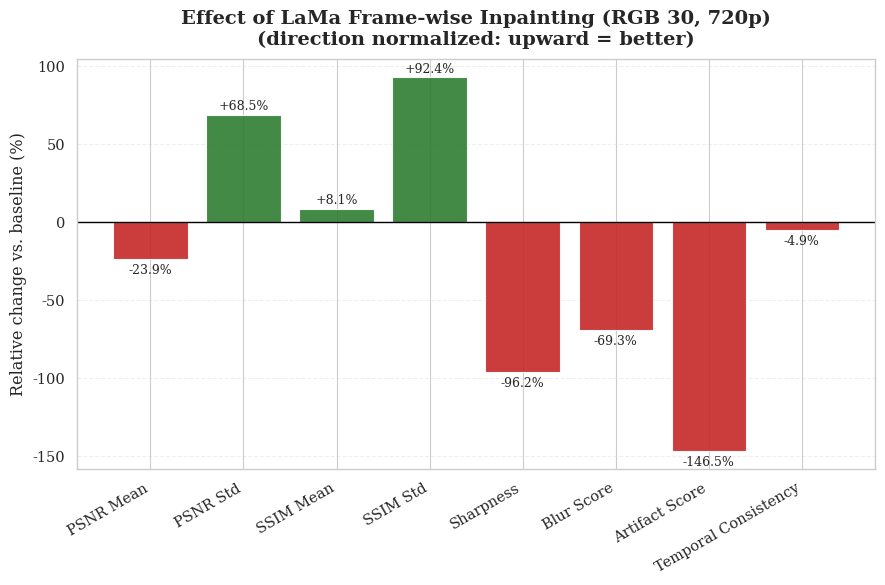 Effect of LaMa Frame-wise Inpainting (RGB 30, 720p)
(direction normalized: upward = better)
Relative change vs. baseline (%)
100
50
0
-50
-100
-150
-23.9%
+68.5%
+8.1%
+92.4%
-96.2%
-69.3%
-146.5%
-4.9%
PSNR Mean
PSNR Std
SSIM Mean
SSIM Std
Sharpness
Blur Score
Artifact Score
Temporal Consistency